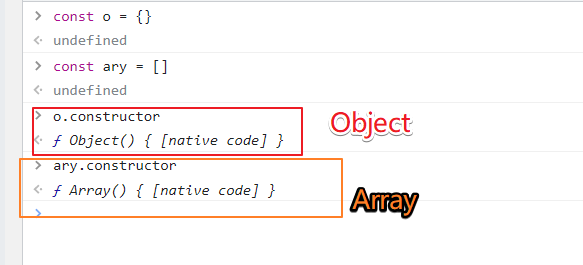 const o = {}
undefined
const ary = []
undefined
o.constructor
ƒ Object() { [native code] }
Object
ary.constructor
ƒ Array() { [native code] }
Array